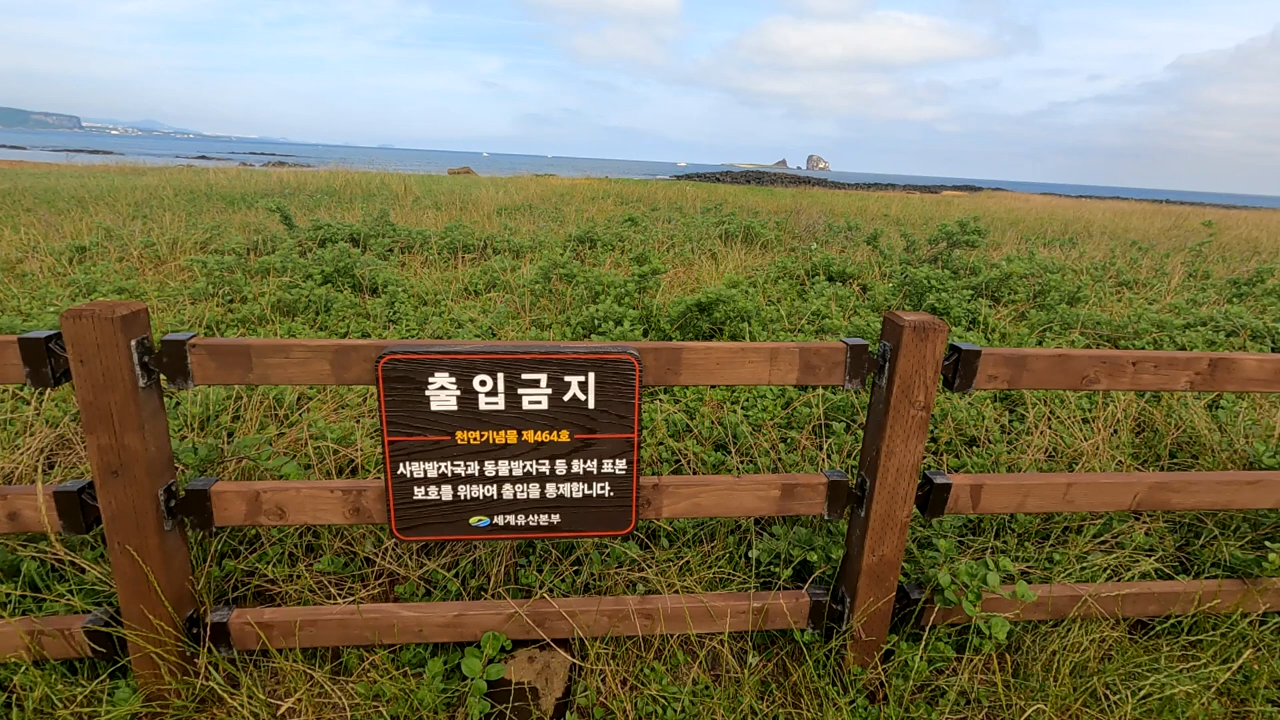 출입금지
천연기념물 제464호
사람발자국과 동물발자국 등 화석 표본
보호를 위하여 출입을 통제합니다.
세계유산본부